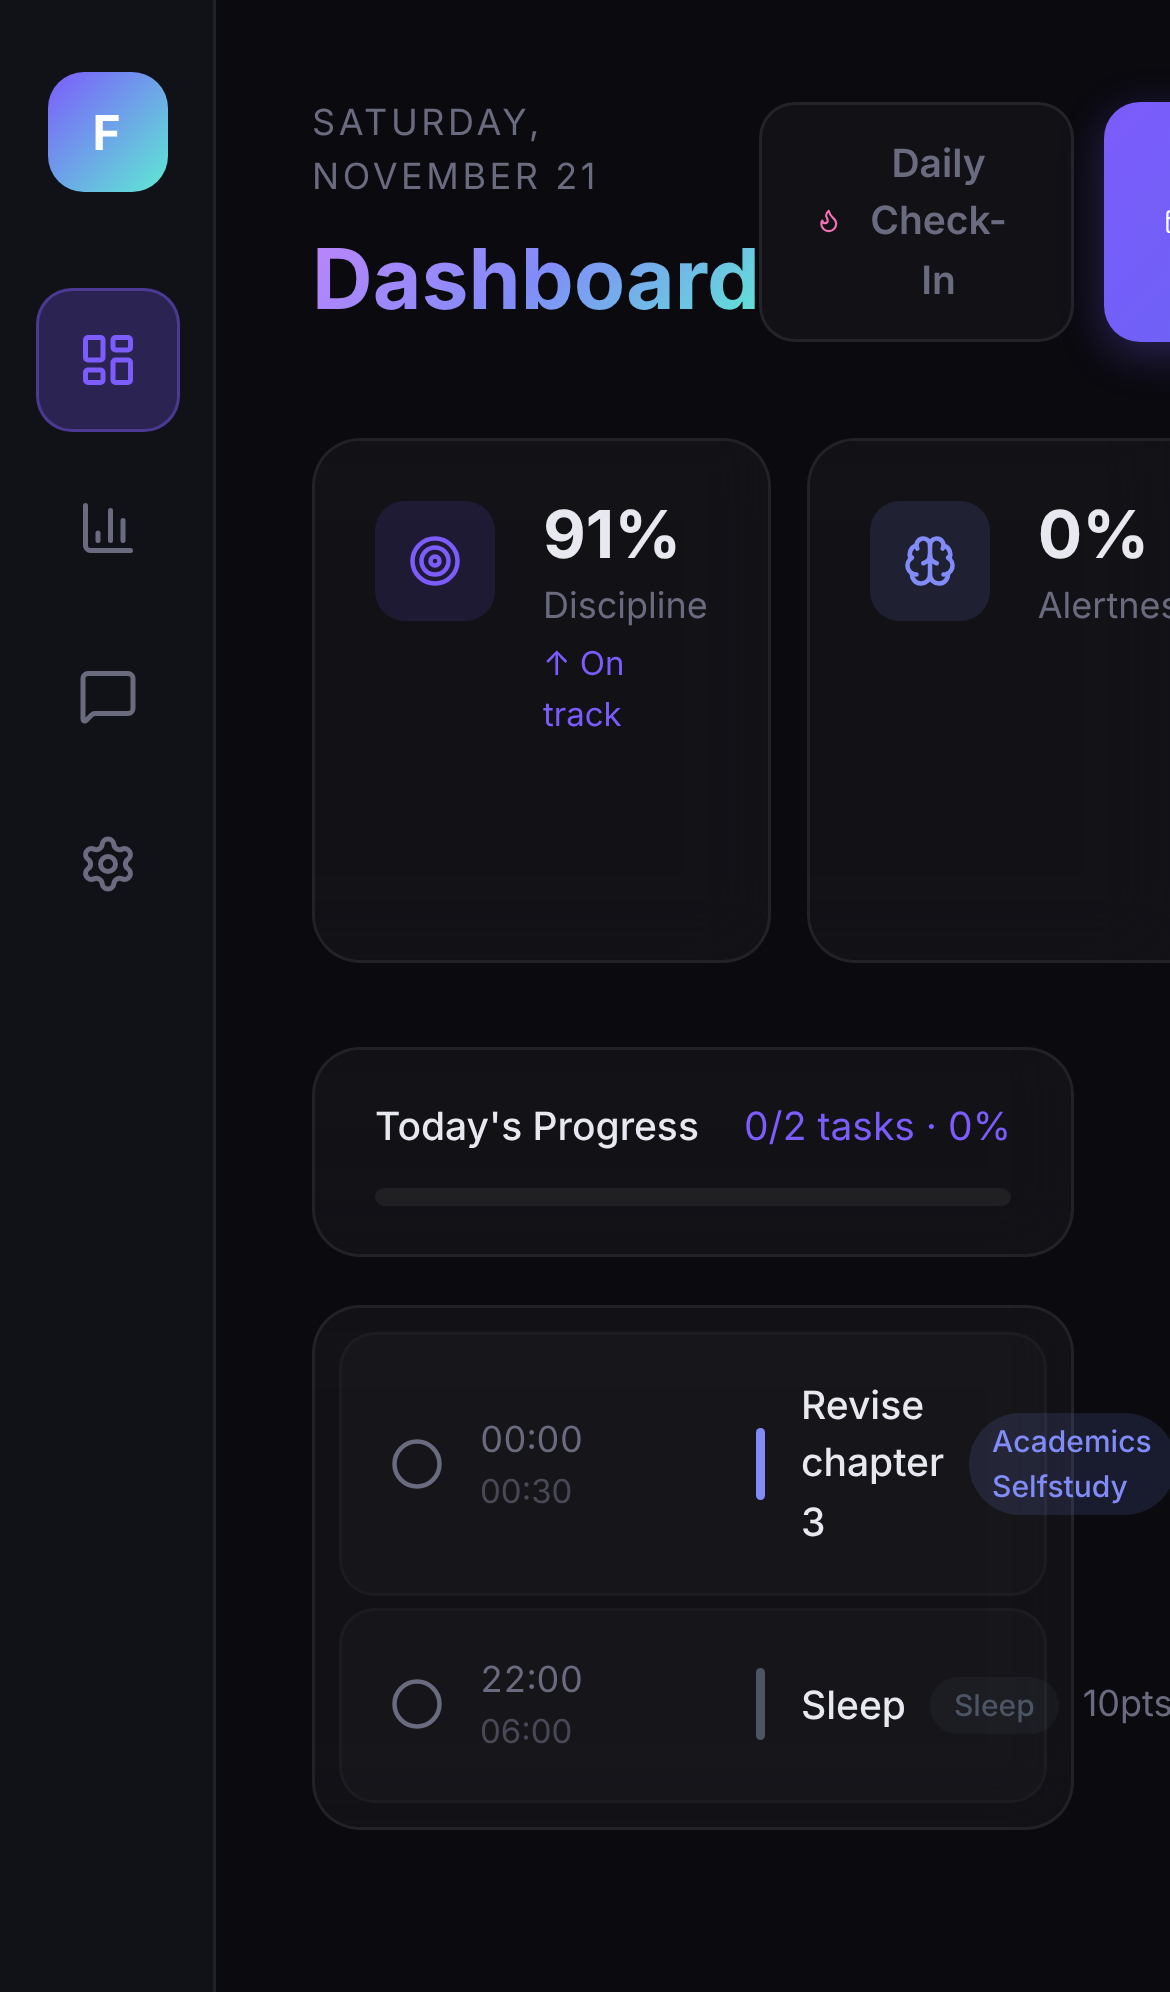 F
SATURDAY,
NOVEMBER 21
Dashboard
Daily
Check-
In
91%
Discipline
↑ On
track
0%
Alertnes
Today's Progress 0/2 tasks · 0%
00:00
00:30
Revise
chapter
3
Academics
Selfstudy
22:00
06:00
Sleep
Sleep
10pts